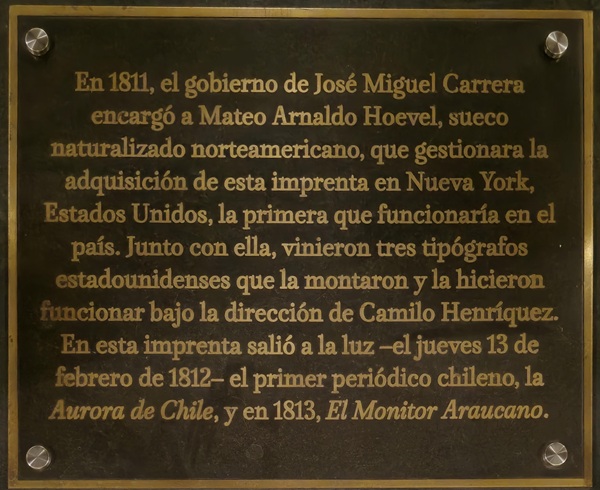 En 1811, el gobierno de José Miguel Carrera
encargó a Mateo Arnaldo Hoevel, sueco
naturalizado norteamericano, que gestionara la
adquisición de esta imprenta en Nueva York,
Estados Unidos, la primera que funcionaría en el
país. Junto con ella, vinieron tres tipógrafos
estadounidenses que la montaron y la hicieron
funcionar bajo la dirección de Camilo Henríquez.
En esta imprenta salió a la luz –el jueves 13 de
febrero de 1812– el primer periódico chileno, la
Aurora de Chile, y en 1813, El Monitor Araucano.